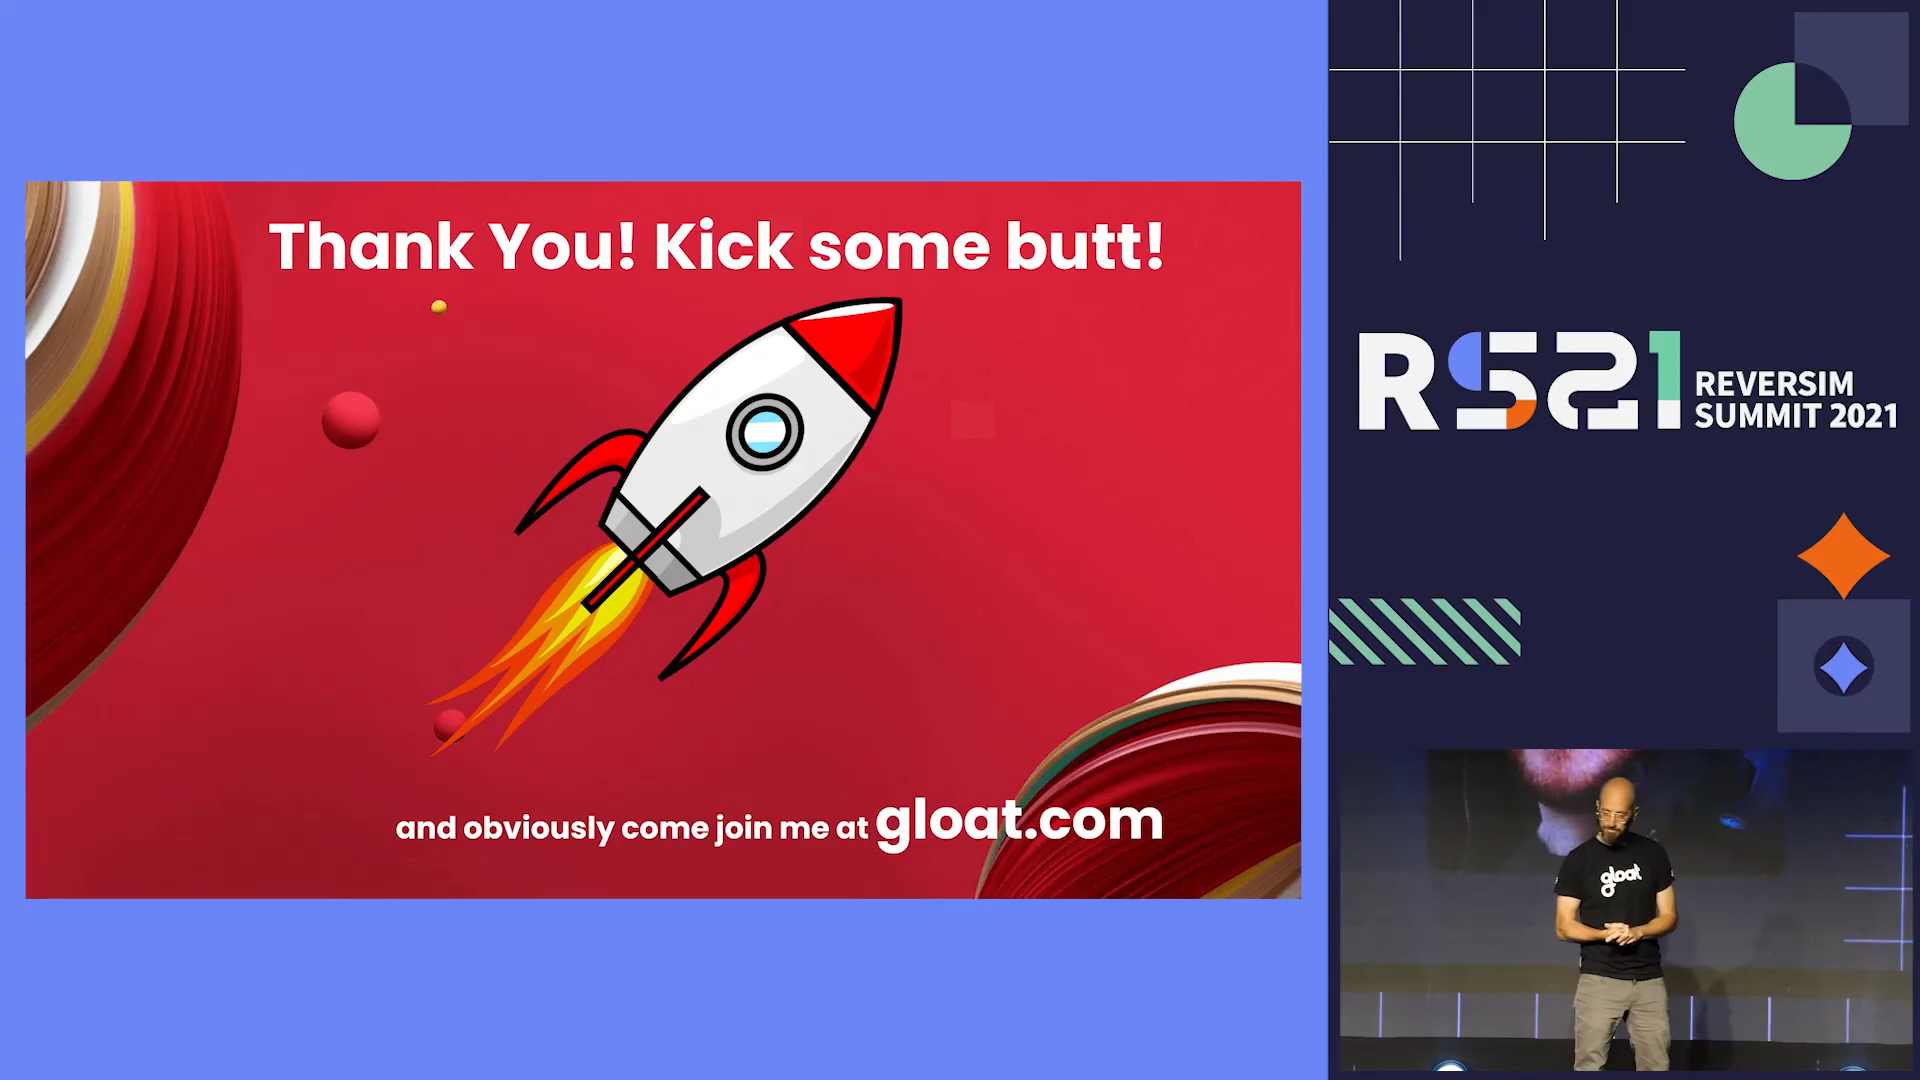 Thank You! Kick some butt!
and obviously come join me at gloat.com
RS21
REVERSIM
SUMMIT 2021
gloat